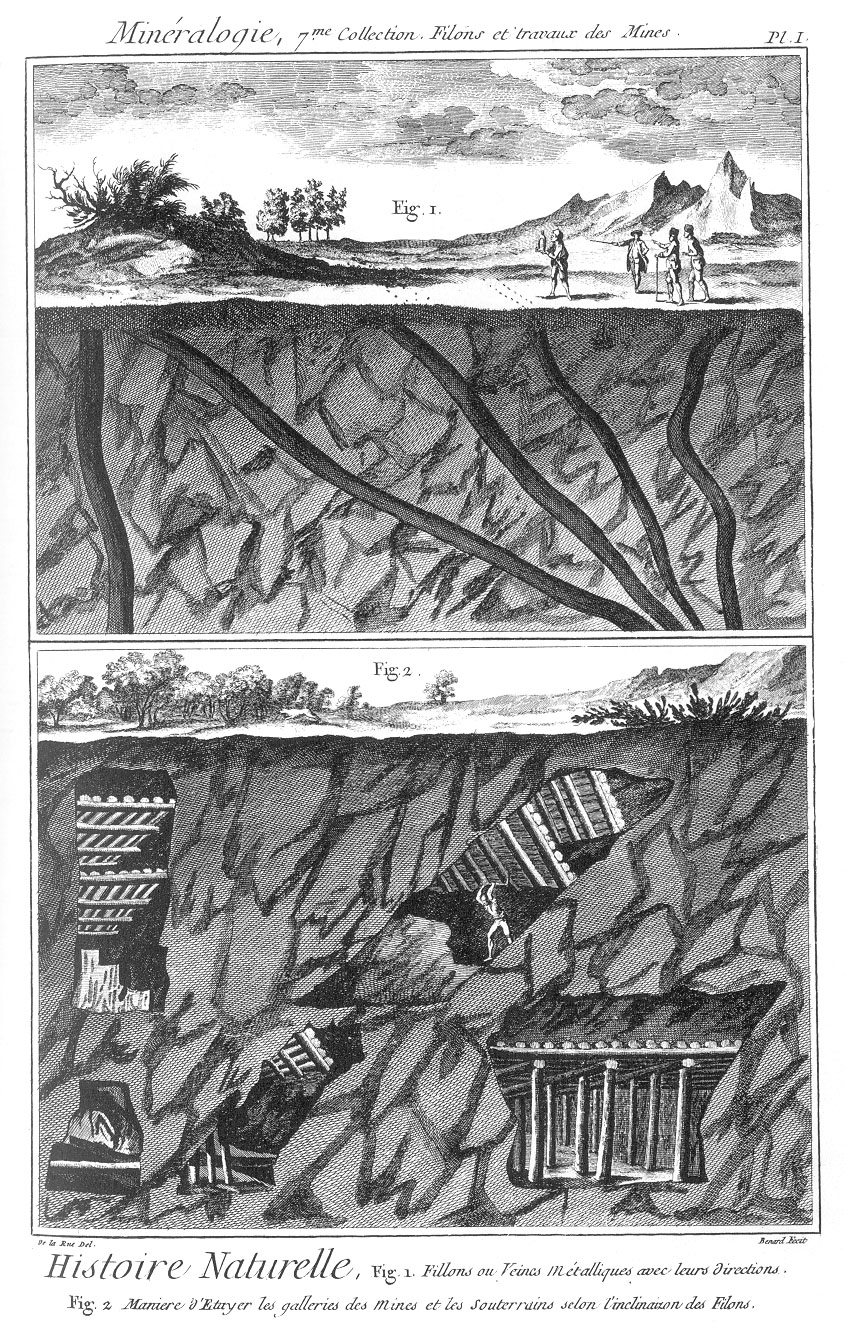 Minéralogie, 7me Collection. Filons et travaux des Mines.
Pl. I.
Fig. 1.
Fig. 2.
De la Rue Del.
Benard Fecit
Histoire Naturelle, Fig. 1. Fillons ou Veines Métalliques avec leurs directions.
Fig. 2 Maniere d'Etayer les galleries des Mines et les Souterrains selon l'inclinaizon des Filons.